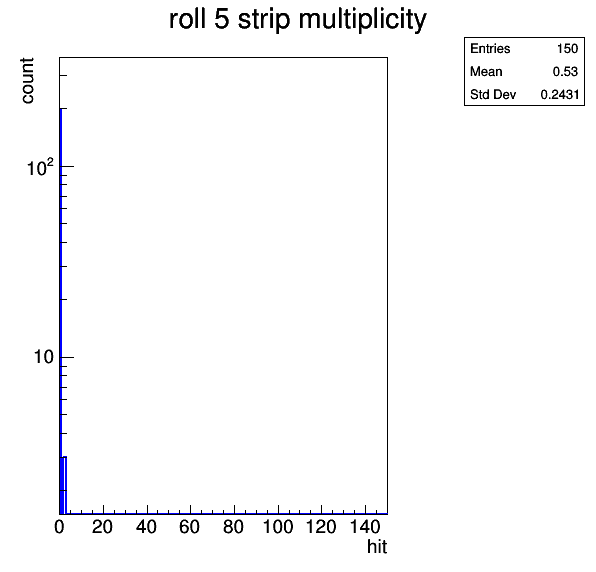 roll 5 strip multiplicity
Entries 150
Mean 0.53
Std Dev 0.2431
count
10²
10
0 20 40 60 80 100 120 140
hit